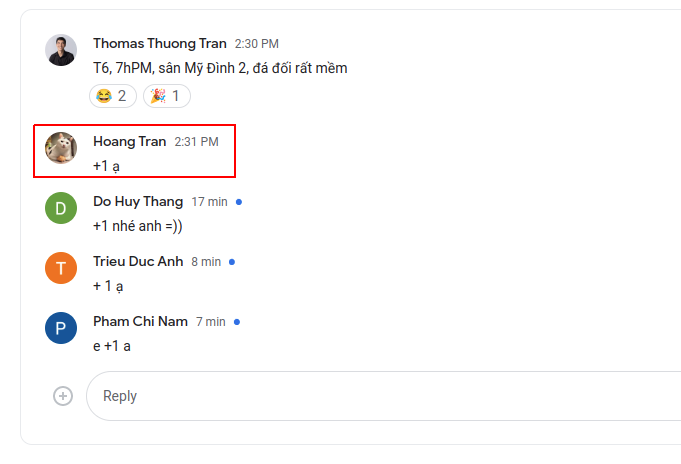 Thomas Thuong Tran 2:30 PM
T6, 7hPM, sân Mỹ Đình 2, đá đối rất mềm
😂 2 🎉 1
Hoang Tran 2:31 PM
+1 ạ
D Do Huy Thang 17 min
+1 nhé anh =))
T Trieu Duc Anh 8 min
+ 1 ạ
P Pham Chi Nam 7 min
e +1 a
Reply